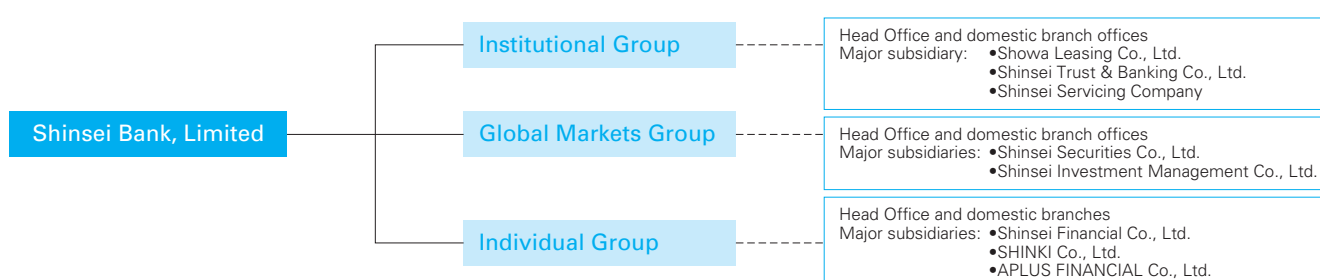 Shinsei Bank, Limited
Institutional Group
Head Office and domestic branch offices
Major subsidiary: •Showa Leasing Co., Ltd.
•Shinsei Trust & Banking Co., Ltd.
•Shinsei Servicing Company
Global Markets Group
Head Office and domestic branch offices
Major subsidiaries: •Shinsei Securities Co., Ltd.
•Shinsei Investment Management Co., Ltd.
Individual Group
Head Office and domestic branches
Major subsidiaries: •Shinsei Financial Co., Ltd.
•SHINKI Co., Ltd.
•APLUS FINANCIAL Co., Ltd.